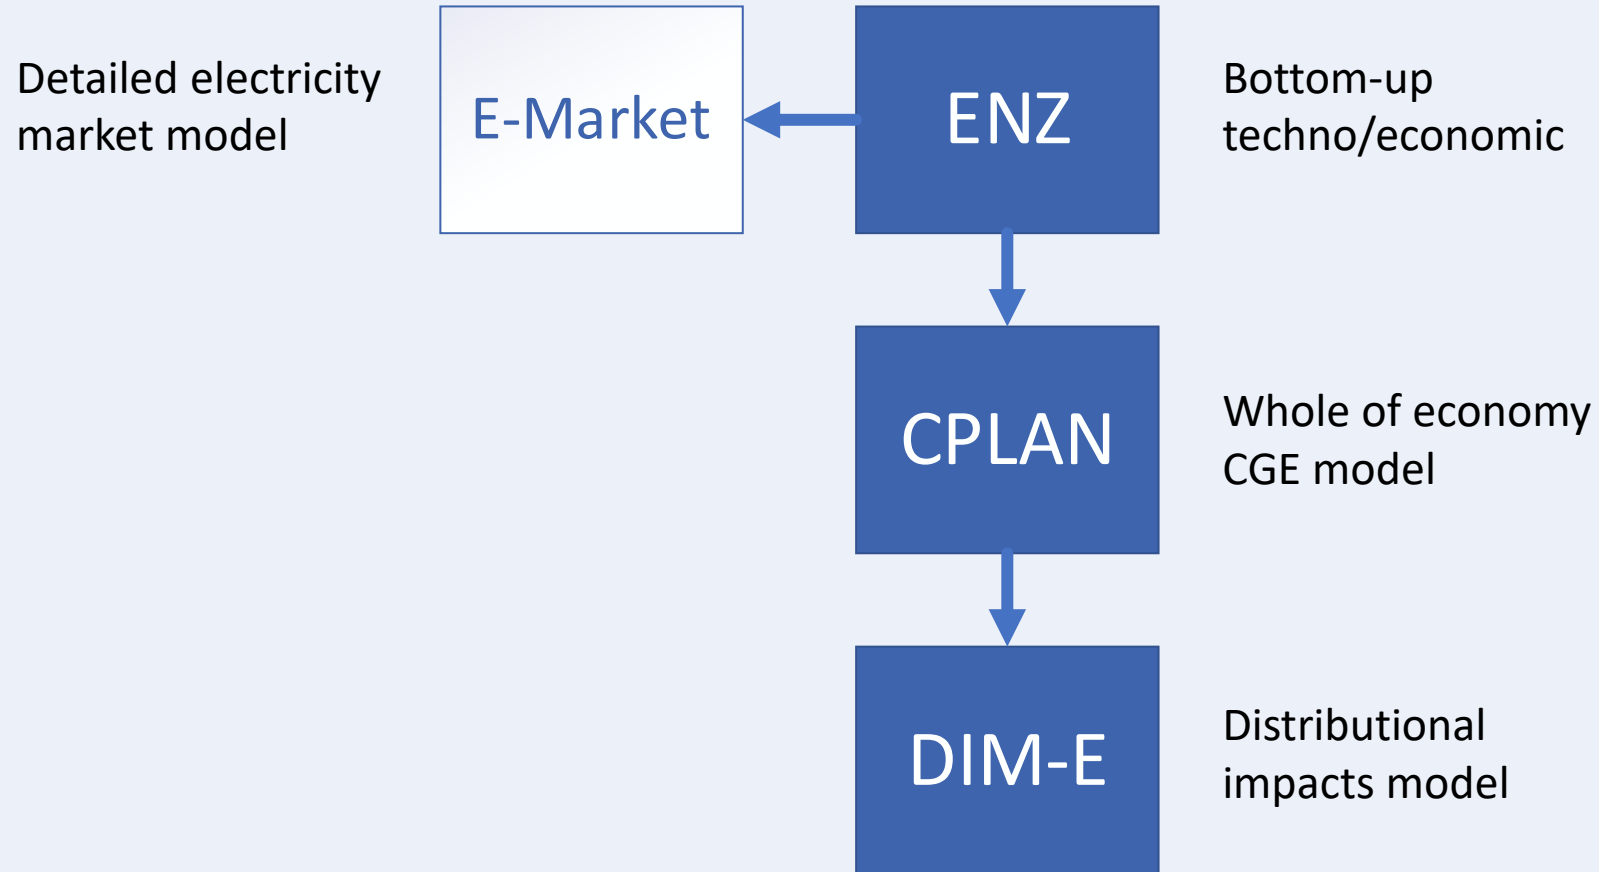 Detailed electricity
market model
E-Market
ENZ
Bottom-up
techno/economic
CPLAN
Whole of economy
CGE model
DIM-E
Distributional
impacts model